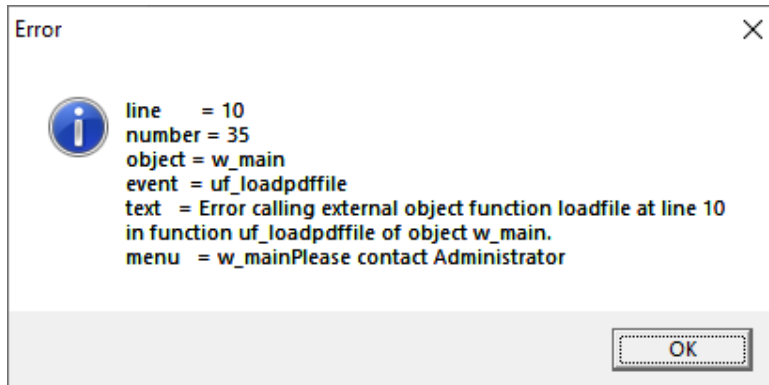 Error
line = 10
number = 35
object = w_main
event = uf_loadpdffile
text = Error calling external object function loadfile at line 10
in function uf_loadpdffile of object w_main.
menu = w_mainPlease contact Administrator
OK